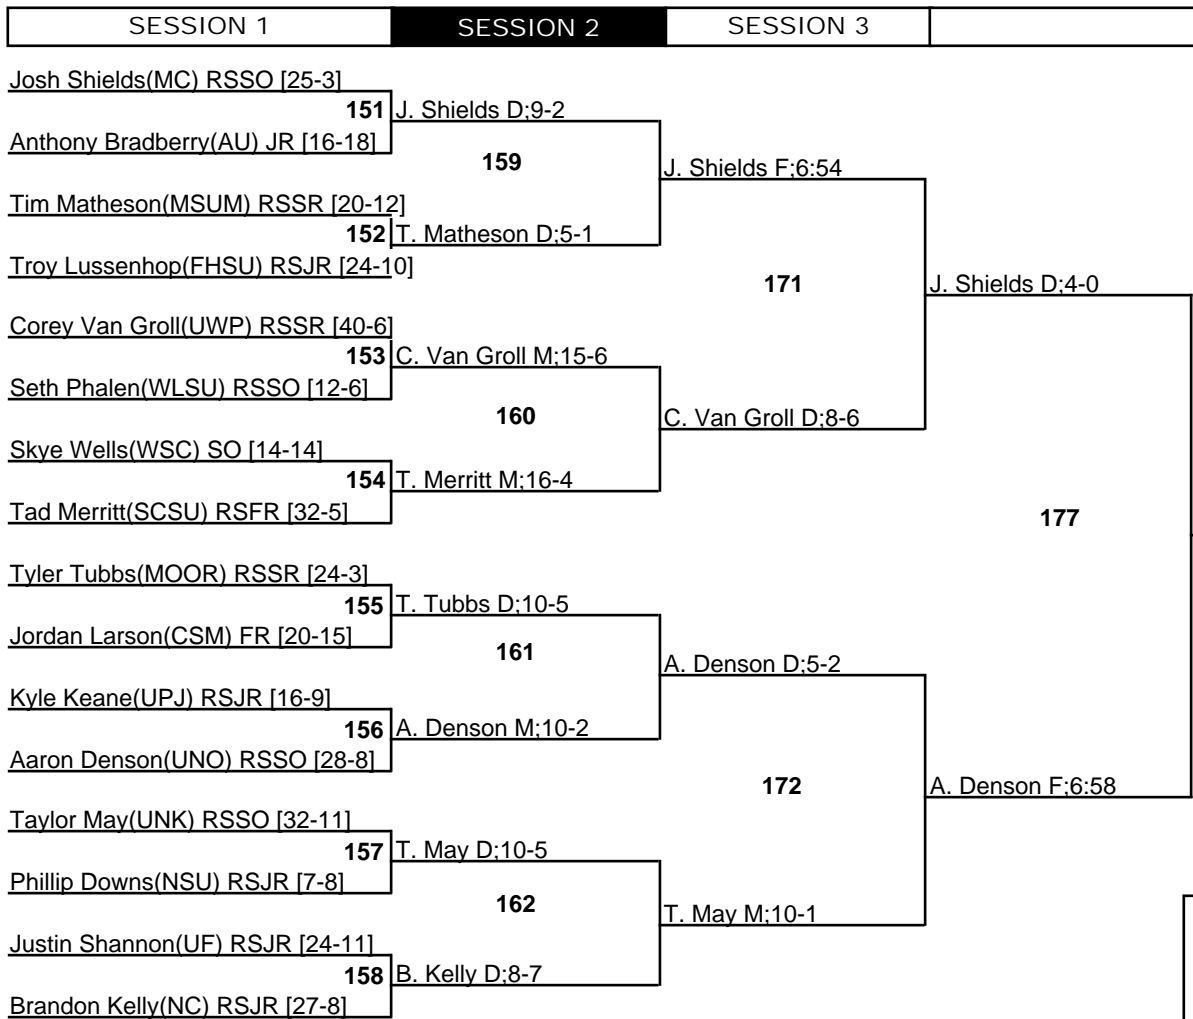 SESSION 1 SESSION 2 SESSION 3
Josh Shields(MC) RSSO [25-3]
151 J. Shields D;9-2
Anthony Bradberry(AU) JR [16-18]
159
J. Shields F;6:54
Tim Matheson(MSUM) RSSR [20-12]
152 T. Matheson D;5-1
Troy Lussenhop(FHSU) RSJR [24-10]
171
J. Shields D;4-0
Corey Van Groll(UWP) RSSR [40-6]
153 C. Van Groll M;15-6
Seth Phalen(WLSU) RSSO [12-6]
160
C. Van Groll D;8-6
Skye Wells(WSC) SO [14-14]
154 T. Merritt M;16-4
Tad Merritt(SCSU) RSFR [32-5]
177
Tyler Tubbs(MOOR) RSSR [24-3]
155 T. Tubbs D;10-5
Jordan Larson(CSM) FR [20-15]
161
A. Denson D;5-2
Kyle Keane(UPJ) RSJR [16-9]
156 A. Denson M;10-2
Aaron Denson(UNO) RSSO [28-8]
172
A. Denson F;6:58
Taylor May(UNK) RSSO [32-11]
157 T. May D;10-5
Phillip Downs(NSU) RSJR [7-8]
162
T. May M;10-1
Justin Shannon(UF) RSJR [24-11]
158 B. Kelly D;8-7
Brandon Kelly(NC) RSJR [27-8]